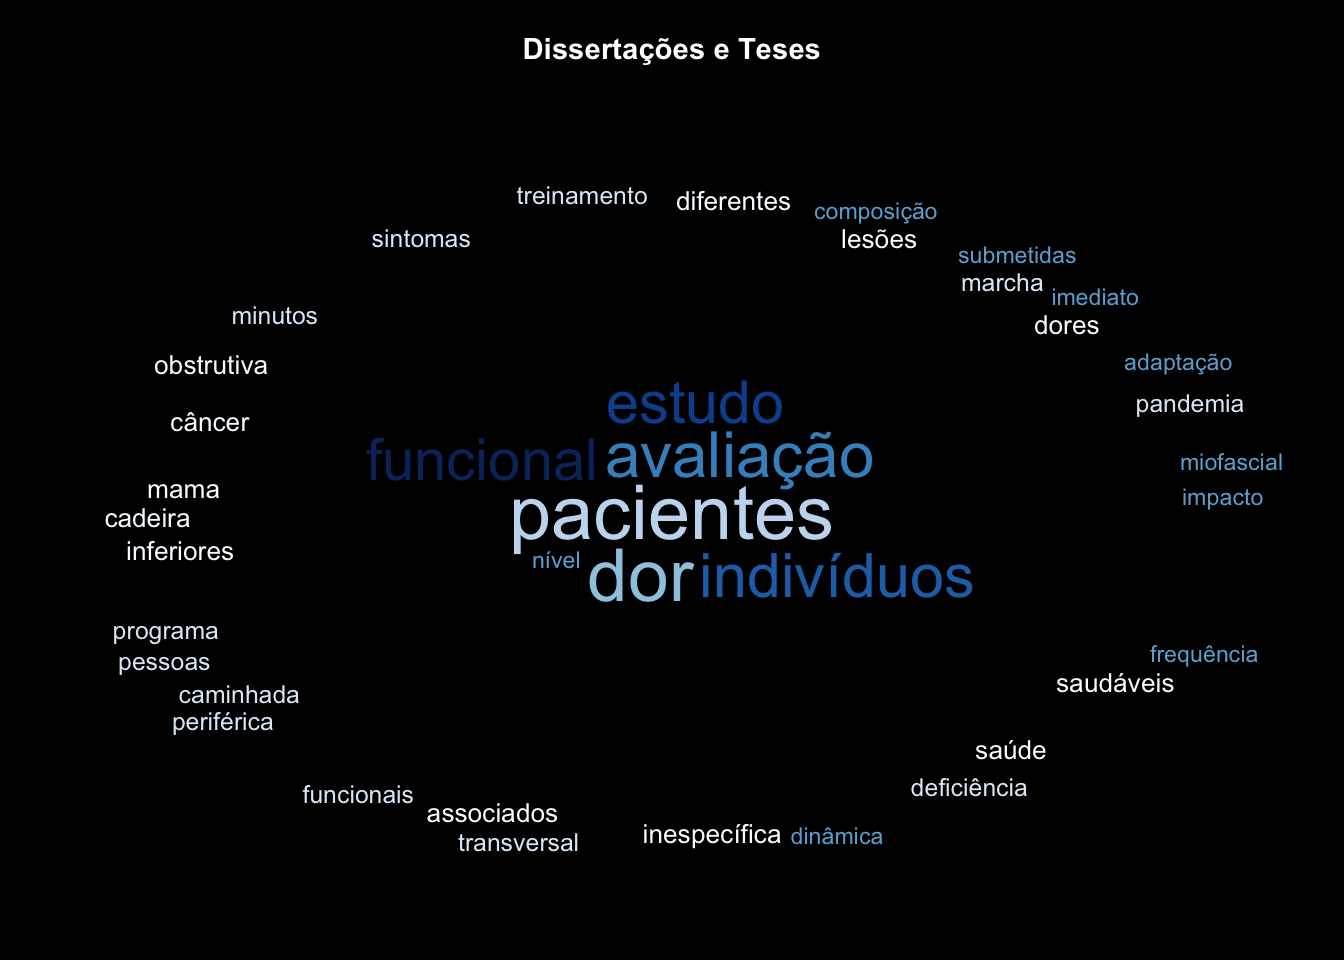 Dissertações e Teses
treinamento
diferentes
composição
sintomas
lesões
submetidas
marcha
imediato
minutos
dores
obstrutiva
adaptação
câncer
pandemia
estudo
funcional
avaliação
miofascial
mama
impacto
cadeira
pacientes
inferiores
nível
dor
indivíduos
programa
pessoas
frequência
caminhada
saudáveis
periférica
saúde
funcionais
deficiência
associados
transversal
inespecífica
dinâmica